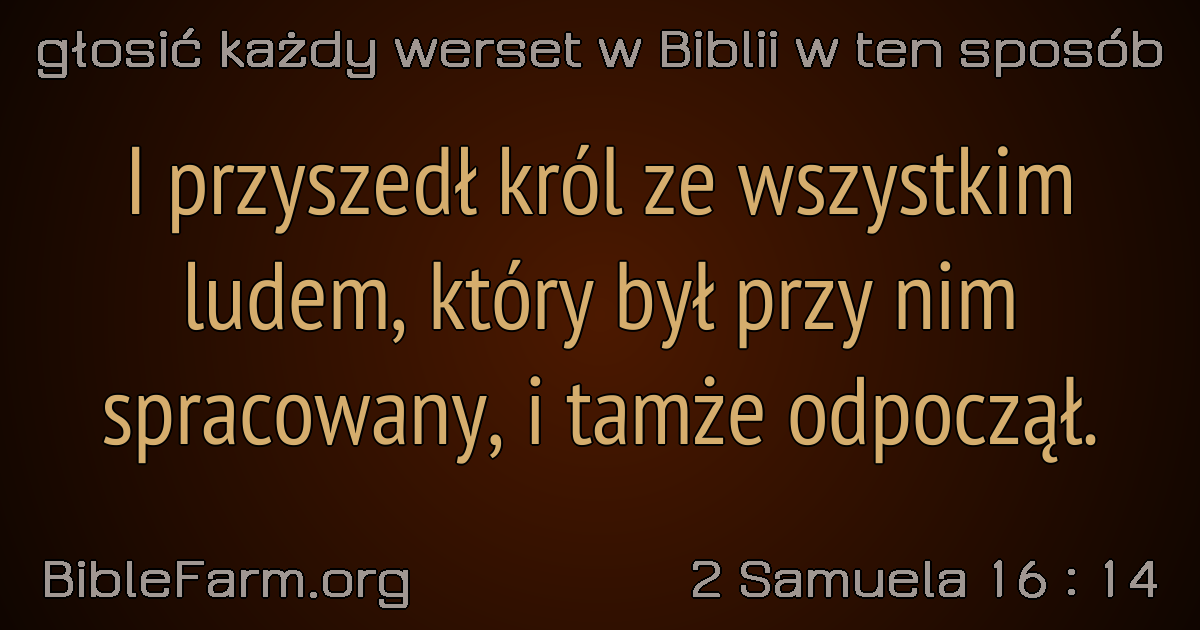 głosić każdy werset w Biblii w ten sposób
I przyszedł król ze wszystkim
ludem, który był przy nim
spracowany, i tamże odpoczął.
BibleFarm.org
2 Samuela 16 : 14